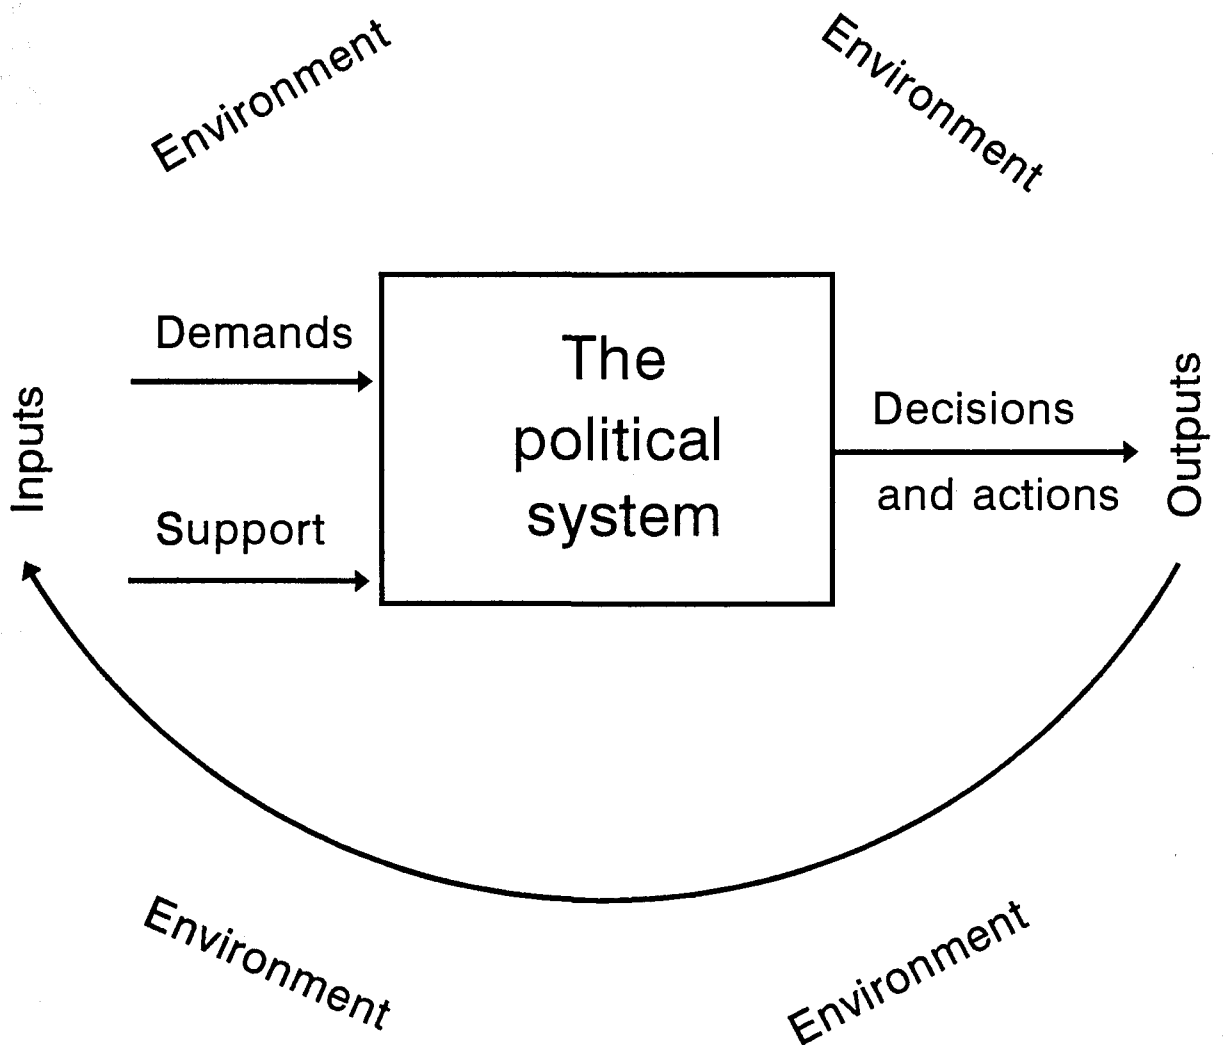 Environment
Environment
Inputs
Demands
Support
The
political
system
Decisions
and actions
Outputs
Environment
Environment